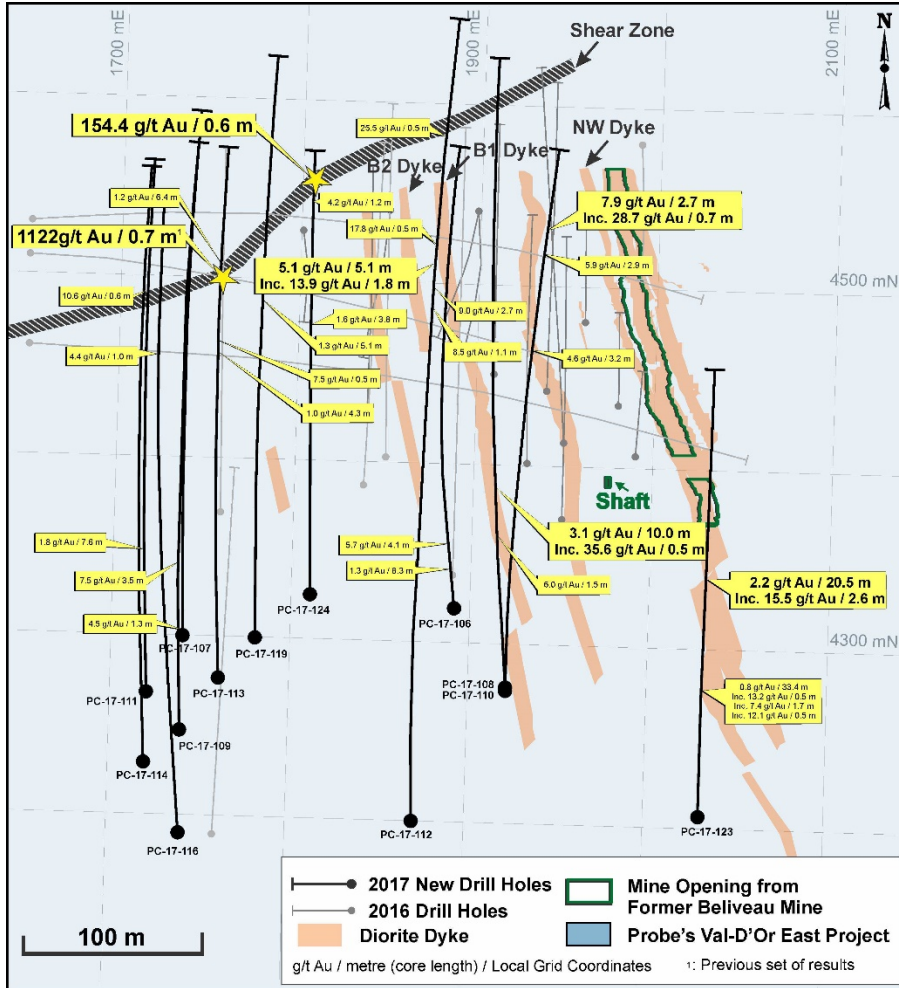 1700 mE
1900 mE
2100 mE
N
Shear Zone
154.4 g/t Au / 0.6 m
25.5 g/t Au / 0.5 m
NW Dyke
B1 Dyke
B2 Dyke
1.2 g/t Au / 6.4 m
4.2 g/t Au / 1.2 m
7.9 g/t Au / 2.7 m
Inc. 28.7 g/t Au / 0.7 m
17.8 g/t Au / 0.5 m
1122g/t Au / 0.7 m¹
5.1 g/t Au / 5.1 m
Inc. 13.9 g/t Au / 1.8 m
5.9 g/t Au / 2.9 m
4500 mN
10.6 g/t Au / 0.6 m
9.0 g/t Au / 2.7 m
1.6 g/t Au / 3.8 m
1.3 g/t Au / 5.1 m
8.5 g/t Au / 1.1 m
4.6 g/t Au / 3.2 m
4.4 g/t Au / 1.0 m
7.5 g/t Au / 0.5 m
1.0 g/t Au / 4.3 m
Shaft
3.1 g/t Au / 10.0 m
Inc. 35.6 g/t Au / 0.5 m
1.8 g/t Au / 7.6 m
5.7 g/t Au / 4.1 m
1.3 g/t Au / 6.3 m
7.5 g/t Au / 3.5 m
6.0 g/t Au / 1.5 m
2.2 g/t Au / 20.5 m
Inc. 15.5 g/t Au / 2.6 m
4.5 g/t Au / 1.3 m
PC-17-124
PC-17-106
PC-17-107
PC-17-119
4300 mN
PC-17-113
PC-17-108
PC-17-110
PC-17-111
0.8 g/t Au / 33.4 m
Inc. 13.2 g/t Au / 0.5 m
Inc. 7.4 g/t Au / 1.7 m
Inc. 12.1 g/t Au / 0.5 m
PC-17-109
PC-17-114
PC-17-116
PC-17-112
PC-17-123
100 m
2017 New Drill Holes
2016 Drill Holes
Diorite Dyke
Mine Opening from
Former Beliveau Mine
Probe's Val-D'Or East Project
g/t Au / metre (core length) / Local Grid Coordinates
1: Previous set of results